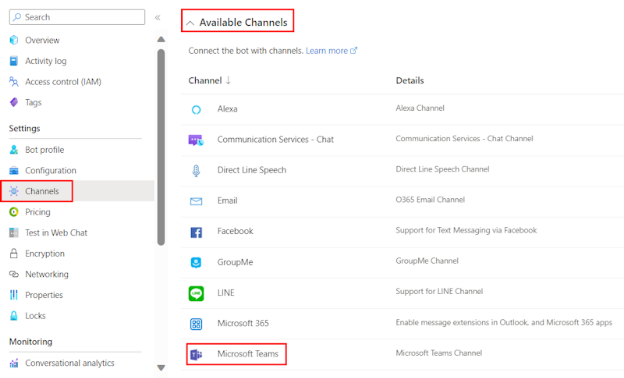 Search
«
Overview
Activity log
Access control (IAM)
Tags
Settings
Bot profile
Configuration
Channels
Pricing
Test in Web Chat
Encryption
Networking
Properties
Locks
Monitoring
Conversational analytics
Available Channels
Connect the bot with channels. Learn more
Channel ↓ Details
Alexa Alexa Channel
Communication Services - Chat Communication Services - Chat Channel
Direct Line Speech Direct Line Speech Channel
Email O365 Email Channel
Facebook Support for Text Messaging via Facebook
GroupMe GroupMe Channel
LINE LINE Support for LINE Channel
Microsoft 365 Enable message extensions in Outlook, and Microsoft 365 apps
Microsoft Teams Microsoft Teams Channel